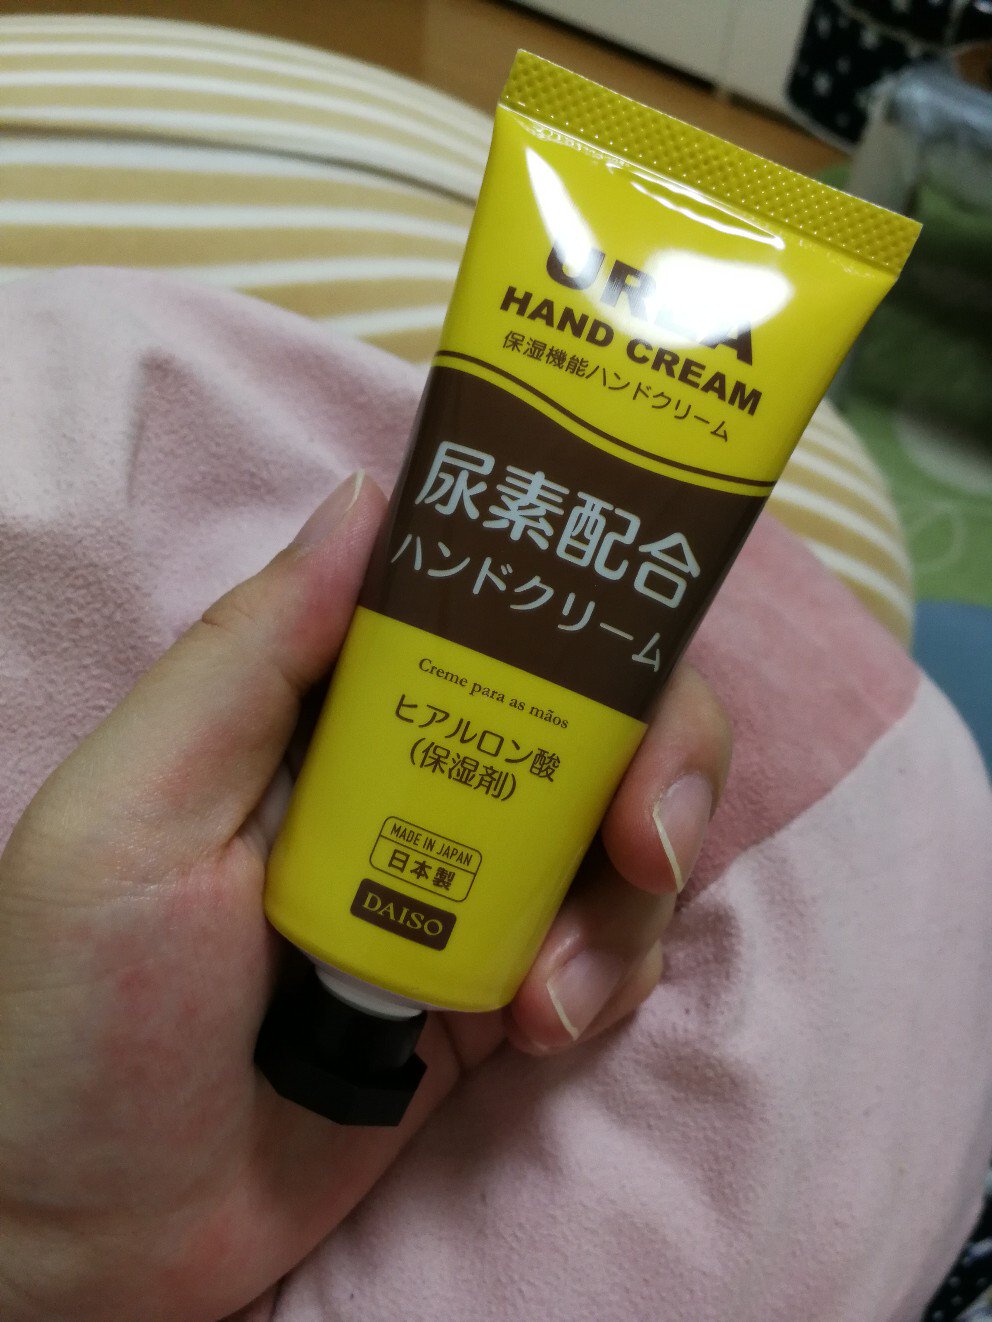 UREA
HAND CREAM
保湿機能ハンドクリーム
尿素配合
ハンドクリーム
Creme para as mãos
ヒアルロン酸
(保湿剤)
MADE IN JAPAN
日本製
DAISO